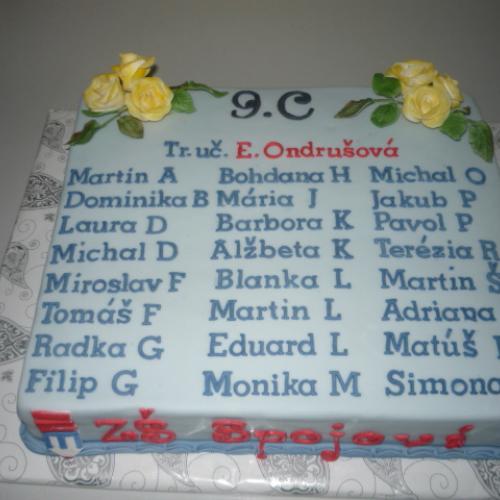 9.C
Tr.uč. E. Ondrušová
Martin A Bohdana H Michal O
Dominika B Mária J Jakub P
Laura D Barbora K Pavol P
Michal D Alžbeta K Terézia R
Miroslav F Blanka L Martin Š
Tomáš F Martin L Adriana
Radka G Eduard L Matúš
Filip G Monika M Simona
ZŠ Spojová